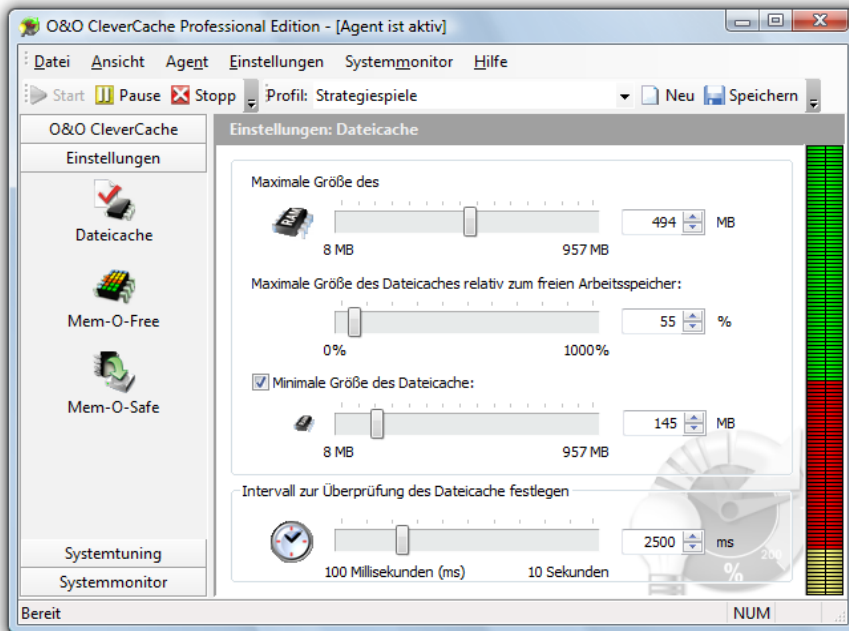 O&O CleverCache Professional Edition - [Agent ist aktiv]
Datei Ansicht Agent Einstellungen Systemmonitor Hilfe
Start Pause Stopp Profil: Strategiespiele Neu Speichern
O&O CleverCache
Einstellungen
Dateicache
Mem-O-Free
Mem-O-Safe
Systemtuning
Systemmonitor
Einstellungen: Dateicache
Maximale Größe des
RAM
494 MB
8 MB 957 MB
Maximale Größe des Dateicaches relativ zum freien Arbeitsspeicher:
55 %
0% 1000%
Minimale Größe des Dateicache:
145 MB
8 MB 957 MB
Intervall zur Überprüfung des Dateicache festlegen
2500 ms
100 Millisekunden (ms) 10 Sekunden
200
%
Bereit NUM